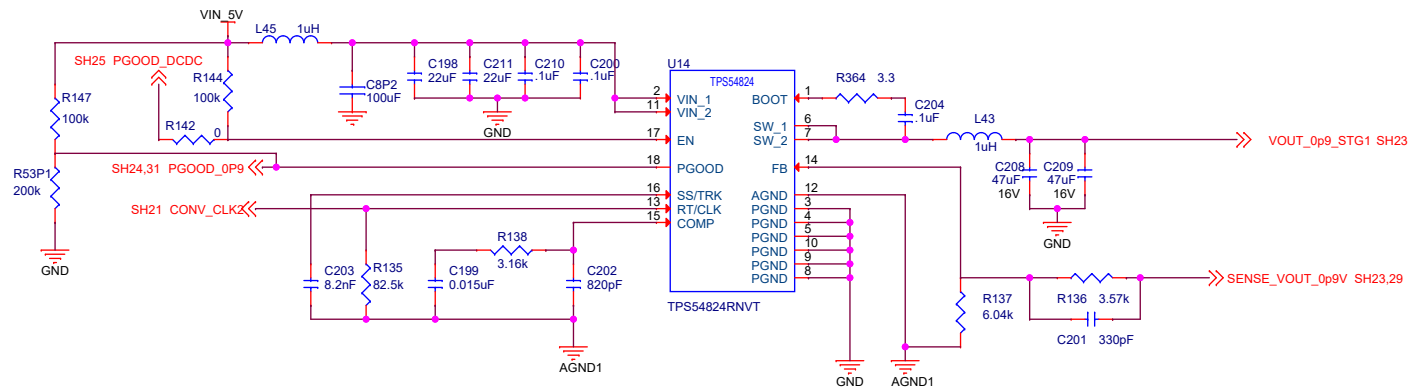 VIN_5V
L45 1uH
SH25 PGOOD_DCDC
R144
100k
R147
100k
R142 0
C8P2
100uF
C198
22uF
C211
22uF
C210
.1uF
C200
.1uF
GND
U14
TPS54824
2 VIN_1
11 VIN_2
17 EN
18 PGOOD
16 SS/TRK
13 RT/CLK
15 COMP
BOOT 1
SW_1 6
SW_2 7
FB 14
AGND 12
PGND 3
PGND 4
PGND 5
PGND 10
PGND 9
PGND 8
TPS54824RNVT
R364 3.3
C204
.1uF
L43
1uH
C208
47uF
16V
C209
47uF
16V
GND
VOUT_0p9_STG1 SH23
SH24,31 PGOOD_0P9
R53P1
200k
GND
SH21 CONV_CLK2
R138
3.16k
C203
8.2nF
R135
82.5k
C199
0.015uF
C202
820pF
AGND1
GND
AGND1
R137
6.04k
R136 3.57k
C201 330pF
SENSE_VOUT_0p9V SH23,29